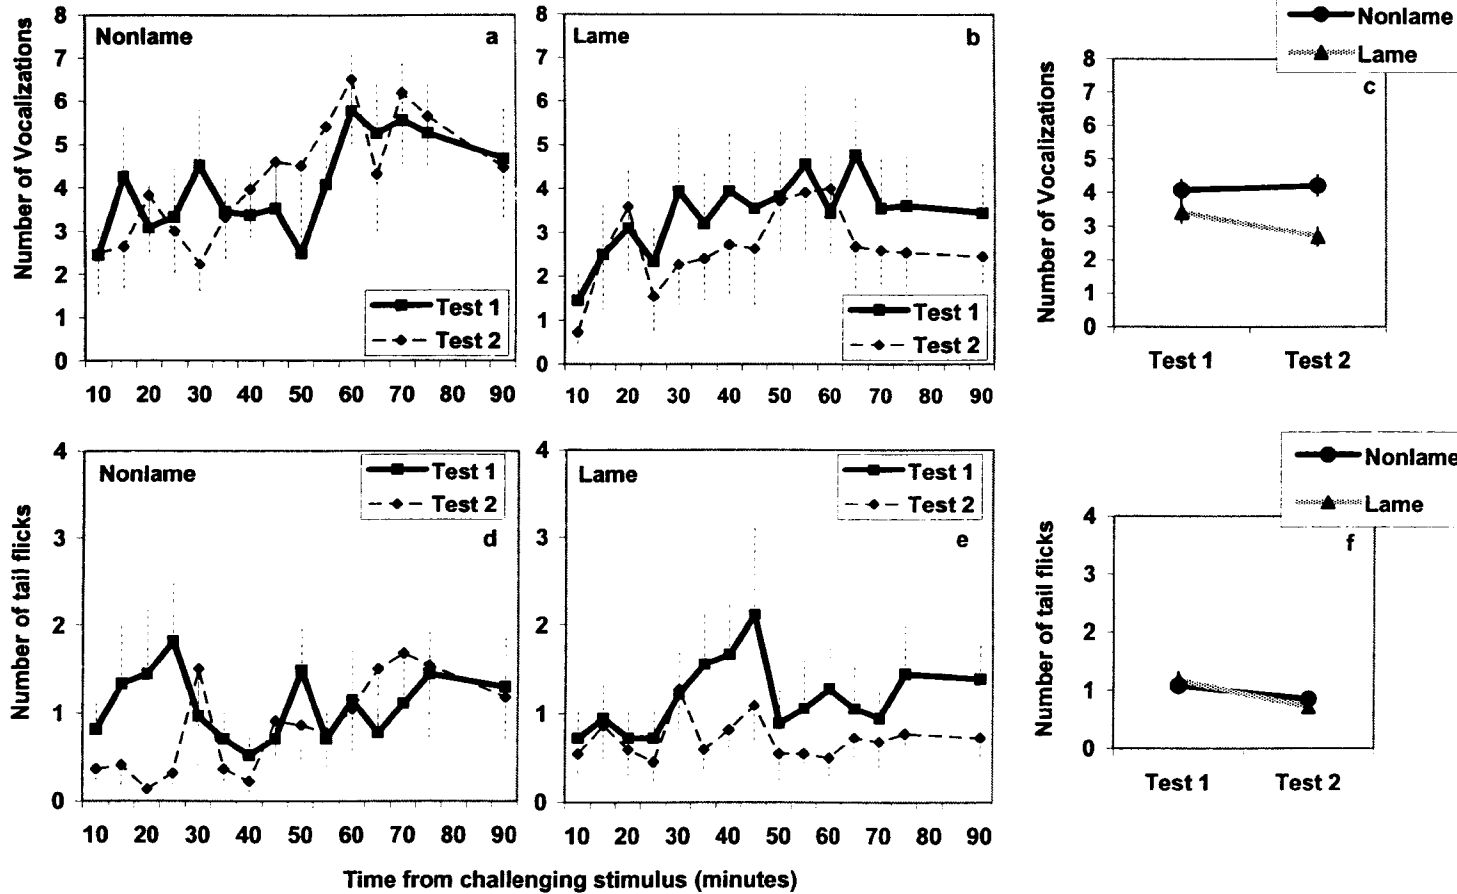 Number of Vocalizations
8
7
6
5
4
3
2
1
0
Nonlame
a
Test 1
Test 2
10 20 30 40 50 60 70 80 90
8
7
6
5
4
3
2
1
0
Lame
b
Test 1
Test 2
10 20 30 40 50 60 70 80 90
Nonlame
Lame
c
Number of Vocalizations
8
7
6
5
4
3
2
1
0
Test 1 Test 2
Number of tail flicks
4
3
2
1
0
Nonlame
Test 1
Test 2
d
10 20 30 40 50 60 70 80 90
4
3
2
1
0
Lame
Test 1
Test 2
e
10 20 30 40 50 60 70 80 90
Nonlame
Lame
f
Number of tail flicks
4
3
2
1
0
Test 1 Test 2
Time from challenging stimulus (minutes)